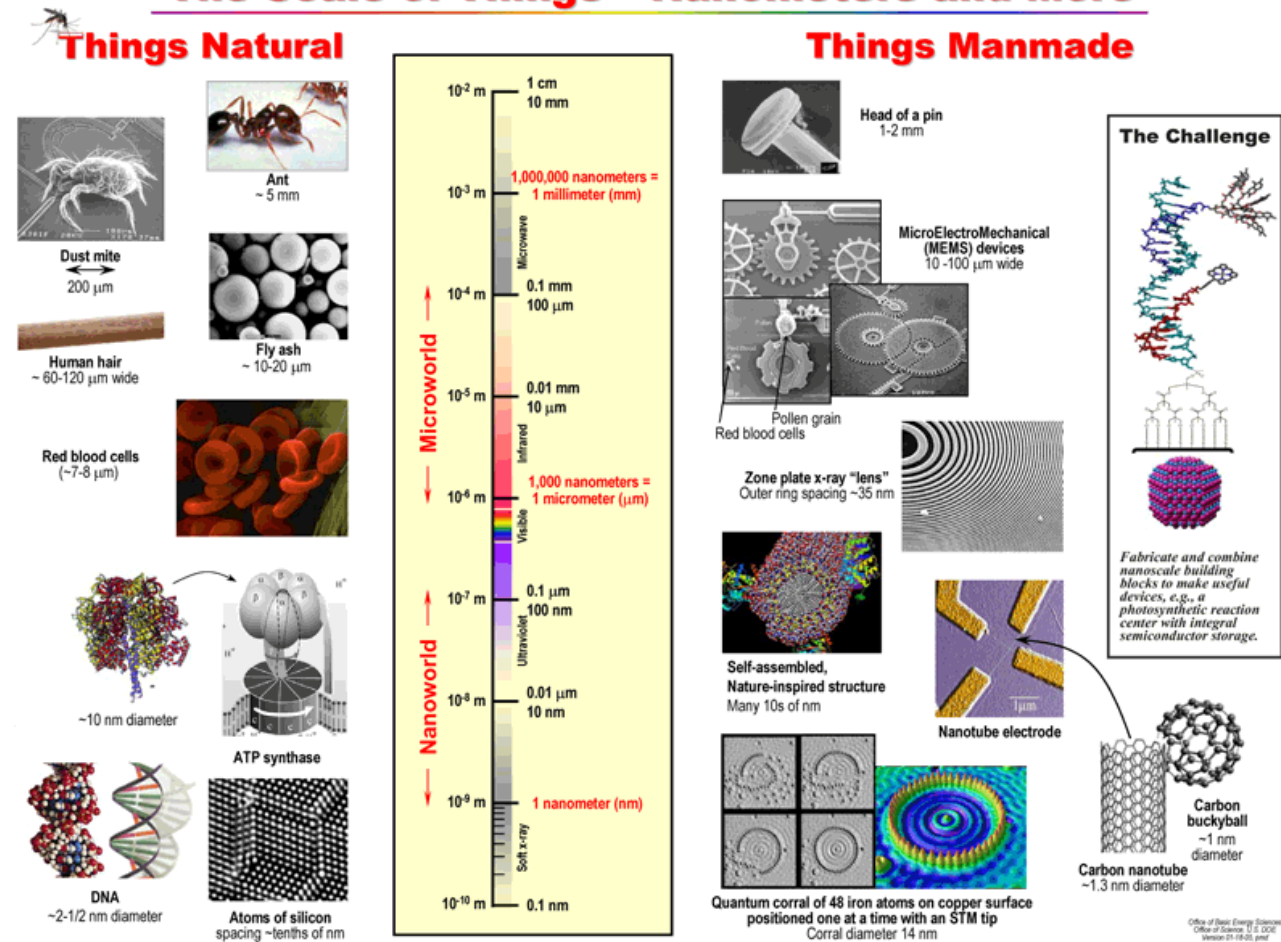 Things Natural
Things Manmade
Ant
~ 5 mm
Dust mite
200 μm
Human hair
~ 60-120 μm wide
Fly ash
~ 10-20 μm
Red blood cells
(~7-8 μm)
~10 nm diameter
ATP synthase
DNA
~2-1/2 nm diameter
Atoms of silicon
spacing ~tenths of nm
10-2 m
1 cm
10 mm
1,000,000 nanometers =
10-3 m
1 millimeter (mm)
Microwave
0.1 mm
10-4 m
100 μm
Microworld
0.01 mm
10-5 m
10 μm
Infrared
1,000 nanometers =
10-6 m
1 micrometer (μm)
Visible
0.1 μm
10-7 m
100 nm
Ultraviolet
Nanoworld
0.01 μm
10-8 m
10 nm
10-9 m
1 nanometer (nm)
Soft x-ray
10-10 m
0.1 nm
Head of a pin
1-2 mm
MicroElectroMechanical
(MEMS) devices
10 -100 μm wide
Pollen grain
Red blood cells
Zone plate x-ray “lens”
Outer ring spacing ~35 nm
Self-assembled,
Nature-inspired structure
Many 10s of nm
1μm
Nanotube electrode
Carbon
buckyball
~1 nm
diameter
Carbon nanotube
~1.3 nm diameter
Quantum corral of 48 iron atoms on copper surface
positioned one at a time with an STM tip
Corral diameter 14 nm
The Challenge
Fabricate and combine
nanoscale building
blocks to make useful
devices, e.g., a
photosynthetic reaction
center with integral
semiconductor storage.
Office of Basic Energy Sciences
Office of Science, U.S. DOE